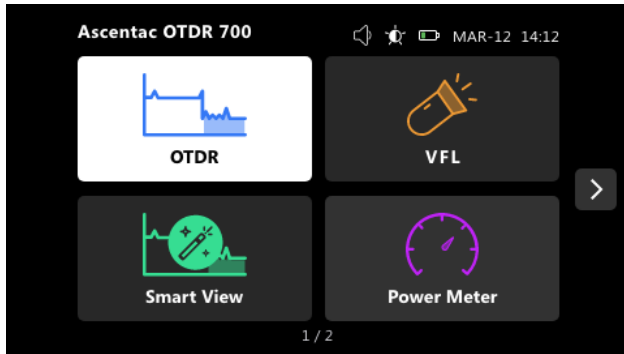 Ascentac OTDR 700
MAR-12 14:12
OTDR
VFL
Smart View
Power Meter
1 / 2